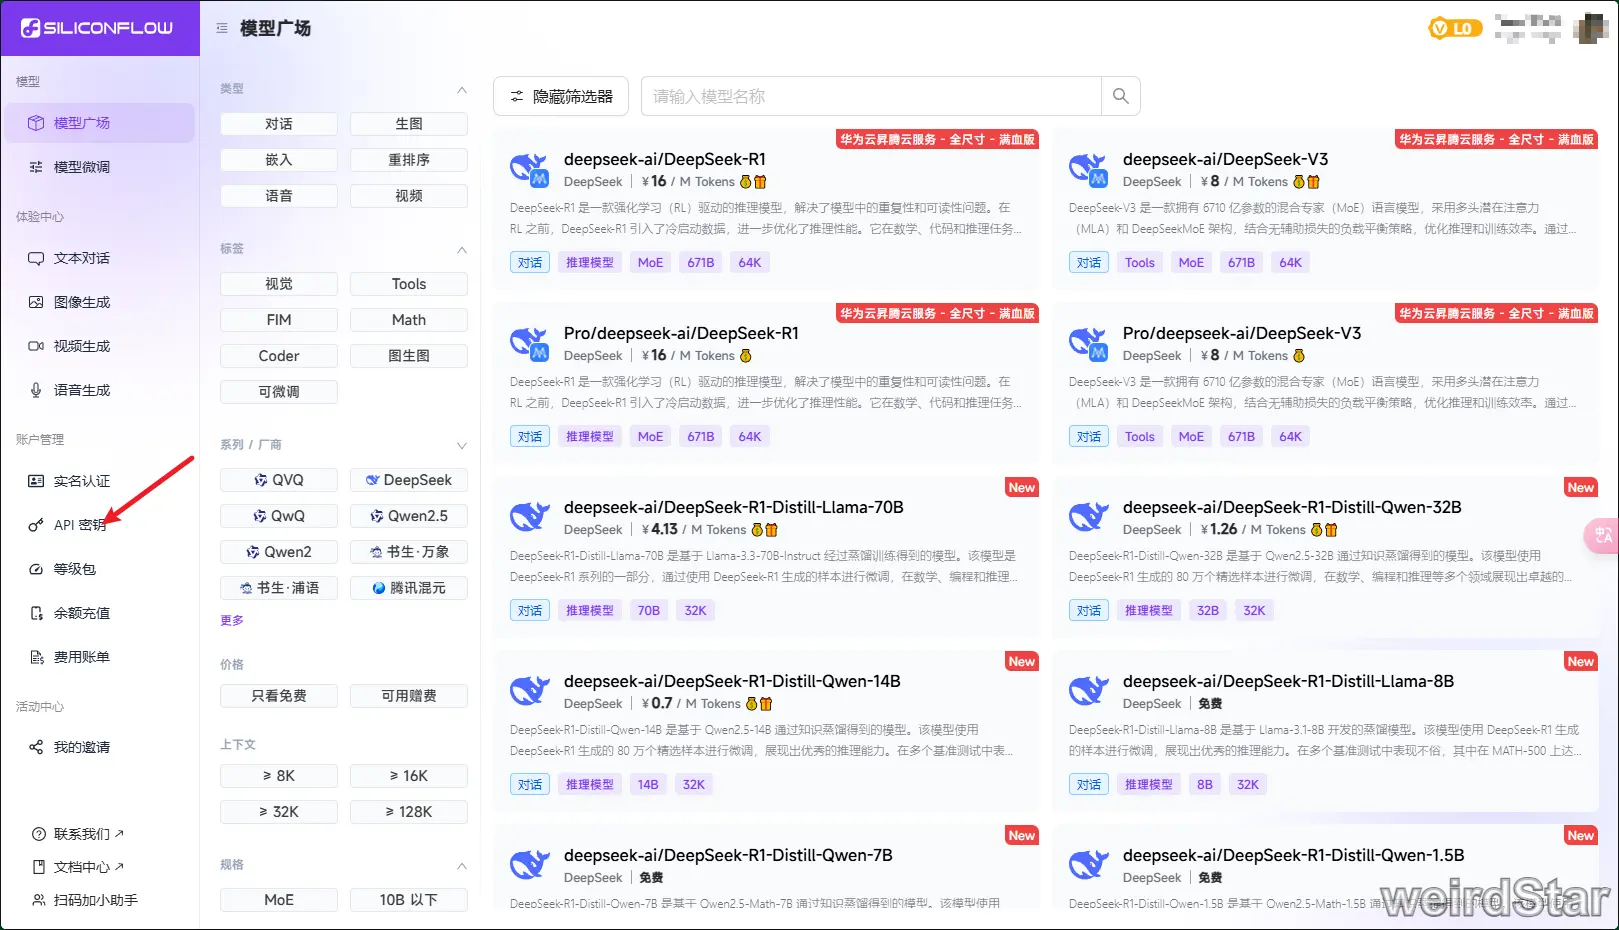 SILICONFLOW
模型广场
L0
模型
模型广场
模型微调
体验中心
文本对话
图像生成
视频生成
语音生成
账户管理
实名认证
API 密钥
等级包
余额充值
费用账单
活动中心
我的邀请
联系我们
文档中心
扫码加小助手
类型
对话
生图
嵌入
重排序
语音
视频
标签
视觉
Tools
FIM
Math
Coder
图生图
可微调
系列 / 厂商
QVQ
DeepSeek
QwQ
Qwen2.5
Qwen2
书生·万象
书生·浦语
腾讯混元
更多
价格
只看免费
可用赠费
上下文
≥ 8K
≥ 16K
≥ 32K
≥ 128K
规格
MoE
10B 以下
隐藏筛选器
请输入模型名称
华为云昇腾云服务 - 全尺寸 - 满血版
deepseek-ai/DeepSeek-R1
DeepSeek | ¥ 16 / M Tokens
DeepSeek-R1 是一款强化学习（RL）驱动的推理模型，解决了模型中的重复性和可读性问题。在
RL 之前，DeepSeek-R1 引入了冷启动数据，进一步优化了推理性能。它在数学、代码和推理任务...
对话 推理模型 MoE 671B 64K
华为云昇腾云服务 - 全尺寸 - 满血版
deepseek-ai/DeepSeek-V3
DeepSeek | ¥ 8 / M Tokens
DeepSeek-V3 是一款拥有 6710 亿参数的混合专家（MoE）语言模型，采用多头潜在注意力
（MLA）和 DeepSeekMoE 架构，结合无辅助损失的负载平衡策略，优化推理和训练效率。通过...
对话 Tools MoE 671B 64K
华为云昇腾云服务 - 全尺寸 - 满血版
Pro/deepseek-ai/DeepSeek-R1
DeepSeek | ¥ 16 / M Tokens
DeepSeek-R1 是一款强化学习（RL）驱动的推理模型，解决了模型中的重复性和可读性问题。在
RL 之前，DeepSeek-R1 引入了冷启动数据，进一步优化了推理性能。它在数学、代码和推理任务...
对话 推理模型 MoE 671B 64K
华为云昇腾云服务 - 全尺寸 - 满血版
Pro/deepseek-ai/DeepSeek-V3
DeepSeek | ¥ 8 / M Tokens
DeepSeek-V3 是一款拥有 6710 亿参数的混合专家（MoE）语言模型，采用多头潜在注意力
（MLA）和 DeepSeekMoE 架构，结合无辅助损失的负载平衡策略，优化推理和训练效率。通过...
对话 Tools MoE 671B 64K
New
deepseek-ai/DeepSeek-R1-Distill-Llama-70B
DeepSeek | ¥ 4.13 / M Tokens
DeepSeek-R1-Distill-Llama-70B 是基于 Llama-3.3-70B-Instruct 经过蒸馏训练得到的模型。该模型是
DeepSeek-R1 系列的一部分，通过使用 DeepSeek-R1 生成的样本进行微调，在数学、编程和推理...
对话 推理模型 70B 32K
New
deepseek-ai/DeepSeek-R1-Distill-Qwen-32B
DeepSeek | ¥ 1.26 / M Tokens
DeepSeek-R1-Distill-Qwen-32B 是基于 Qwen2.5-32B 通过知识蒸馏得到的模型。该模型使用
DeepSeek-R1 生成的 80 万个精选样本进行微调，在数学、编程和推理等多个领域展现出卓越的...
对话 推理模型 32B 32K
New
deepseek-ai/DeepSeek-R1-Distill-Qwen-14B
DeepSeek | ¥ 0.7 / M Tokens
DeepSeek-R1-Distill-Qwen-14B 是基于 Qwen2.5-14B 通过知识蒸馏得到的模型。该模型使用
DeepSeek-R1 生成的 80 万个精选样本进行微调，展现出优秀的推理能力。在多个基准测试中表...
对话 推理模型 14B 32K
New
deepseek-ai/DeepSeek-R1-Distill-Llama-8B
DeepSeek | 免费
DeepSeek-R1-Distill-Llama-8B 是基于 Llama-3.1-8B 开发的蒸馏模型。该模型使用 DeepSeek-R1 生成
的样本进行微调，展现出优秀的推理能力。在多个基准测试中表现不俗，其中在 MATH-500 上达...
对话 推理模型 8B 32K
New
deepseek-ai/DeepSeek-R1-Distill-Qwen-7B
DeepSeek | 免费
DeepSeek-R1-Distill-Qwen-7B 是基于 Qwen2.5-Math-7B 通过知识蒸馏得到的模型。该模型使用
New
deepseek-ai/DeepSeek-R1-Distill-Qwen-1.5B
DeepSeek | 免费
DeepSeek-R1-Distill-Qwen-1.5B 是基于 Qwen2.5-Math-1.5B
weirdStar